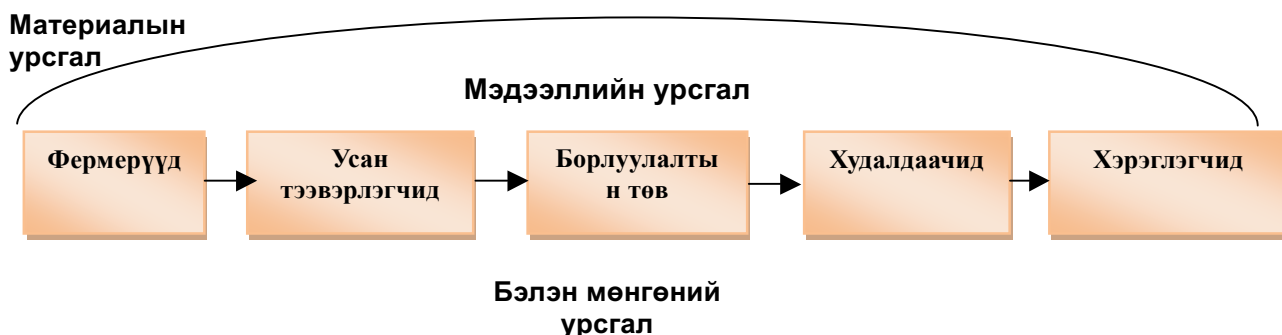 Материалын
урсгал
Мэдээллийн урсгал
Фермерүүд
Усан
тээвэрлэгчид
Борлуулалты
н төв
Худалдаачид
Хэрэглэгчид
Бэлэн мөнгөний
урсгал